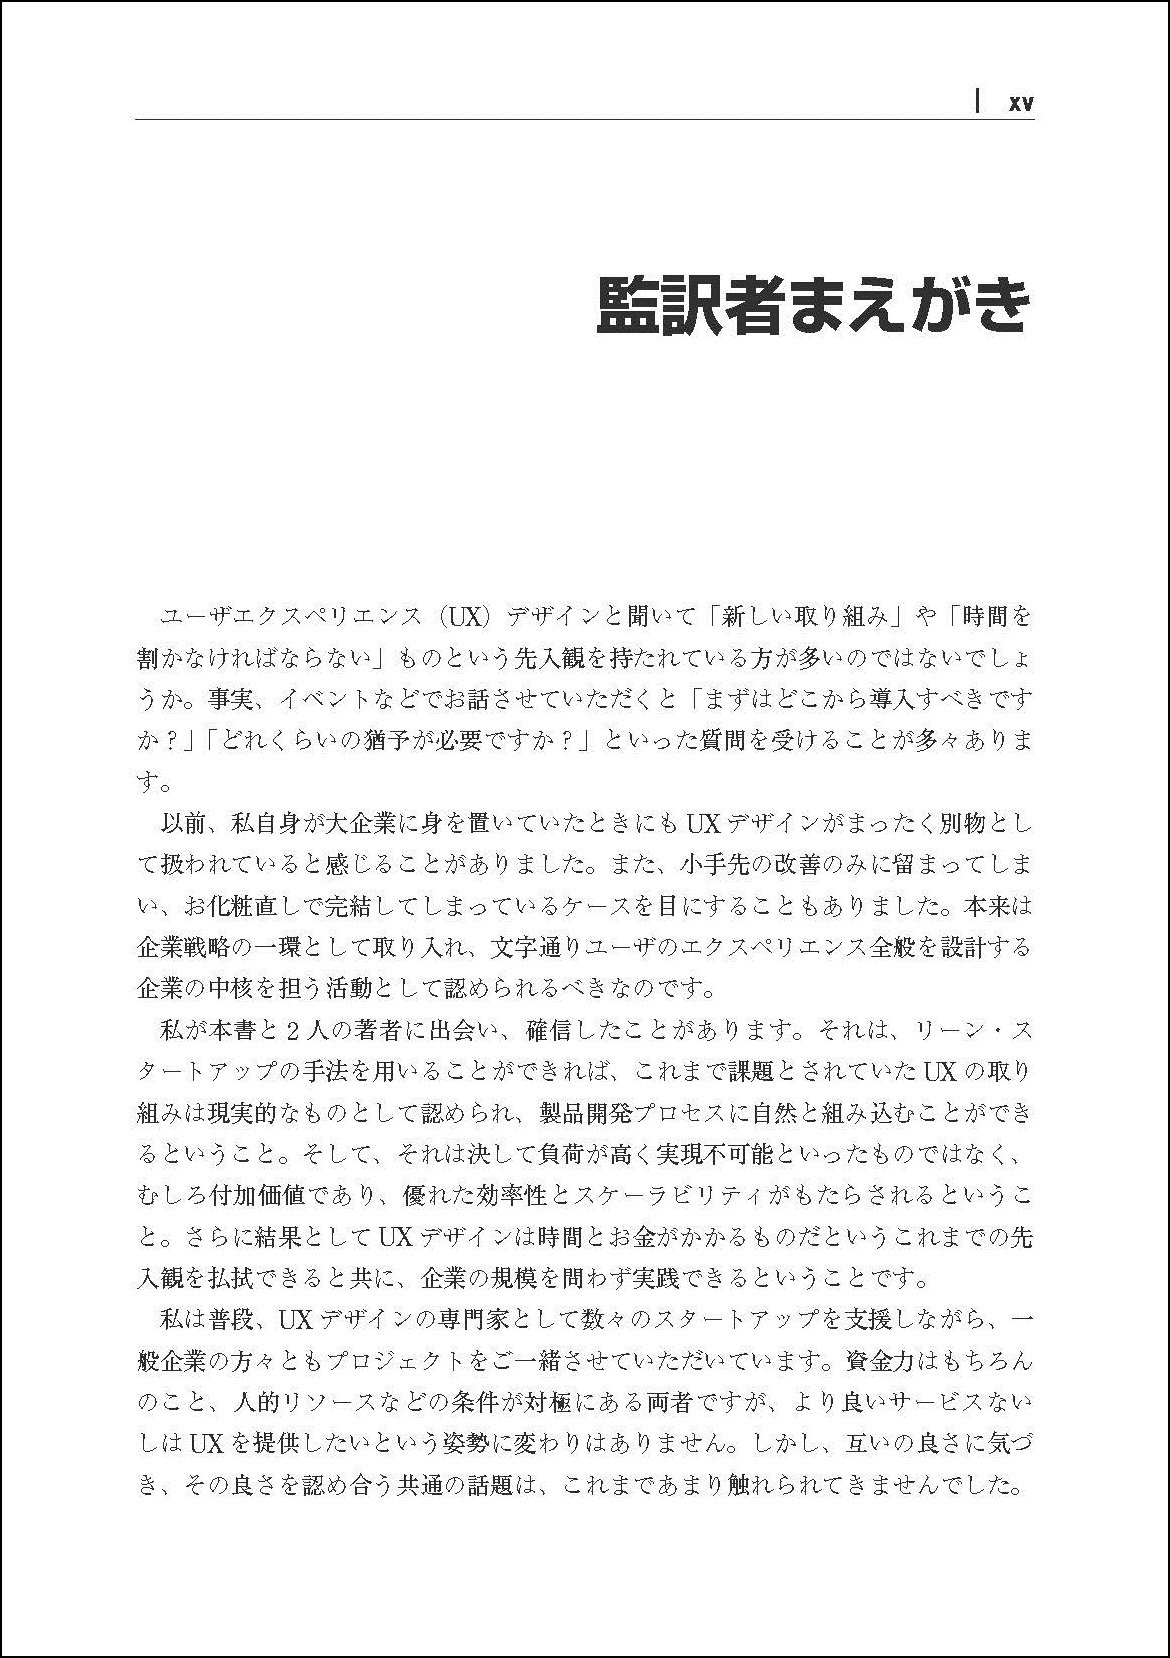 xv
監訳者まえがき
ユーザエクスペリエンス（UX）デザインと聞いて「新しい取り組み」や「時間を
割かなければならない」ものという先入観を持たれている方が多いのではないでしょ
うか。事実、イベントなどでお話させていただくと「まずはどこから導入すべきです
か？」「どれくらいの猶予が必要ですか？」といった質問を受けることが多々ありま
す。
以前、私自身が大企業に身を置いていたときにも UX デザインがまったく別物とし
て扱われていると感じることがありました。また、小手先の改善のみに留まってしま
い、お化粧直しで完結してしまっているケースを目にすることもありました。本来は
企業戦略の一環として取り入れ、文字通りユーザのエクスペリエンス全般を設計する
企業の中核を担う活動として認められるべきなのです。
私が本書と 2 人の著者に出会い、確信したことがあります。それは、リーン・ス
タートアップの手法を用いることができれば、これまで課題とされていた UX の取り
組みは現実的なものとして認められ、製品開発プロセスに自然と組み込むことができ
るということ。そして、それは決して負荷が高く実現不可能といったものではなく、
むしろ付加価値であり、優れた効率性とスケーラビリティがもたらされるというこ
と。さらに結果として UX デザインは時間とお金がかかるものだというこれまでの先
入観を払拭できると共に、企業の規模を問わず実践できるということです。
私は普段、UX デザインの専門家として数々のスタートアップを支援しながら、一
般企業の方々ともプロジェクトをご一緒させていただいています。資金力はもちろん
のこと、人的リソースなどの条件が対極にある両者ですが、より良いサービスない
しは UX を提供したいという姿勢に変わりはありません。しかし、互いの良さに気づ
き、その良さを認め合う共通の話題は、これまであまり触れられてきませんでした。